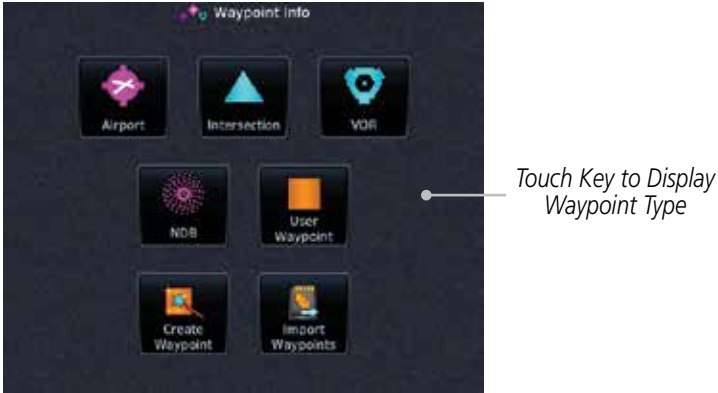 Waypoint Info
Airport
Intersection
VOR
NDB
User
Waypoint
Create
Waypoint
Import
Waypoints
Touch Key to Display
Waypoint Type